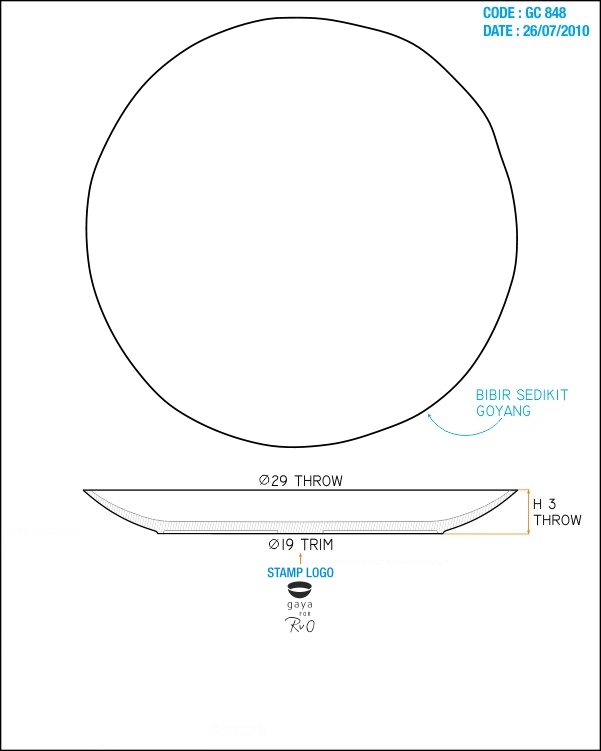 CODE : GC 848
DATE : 26/07/2010
BIBIR SEDIKIT
GOYANG
Ø29 THROW
H 3
THROW
Ø19 TRIM
STAMP LOGO
gaya
FOR
RvO